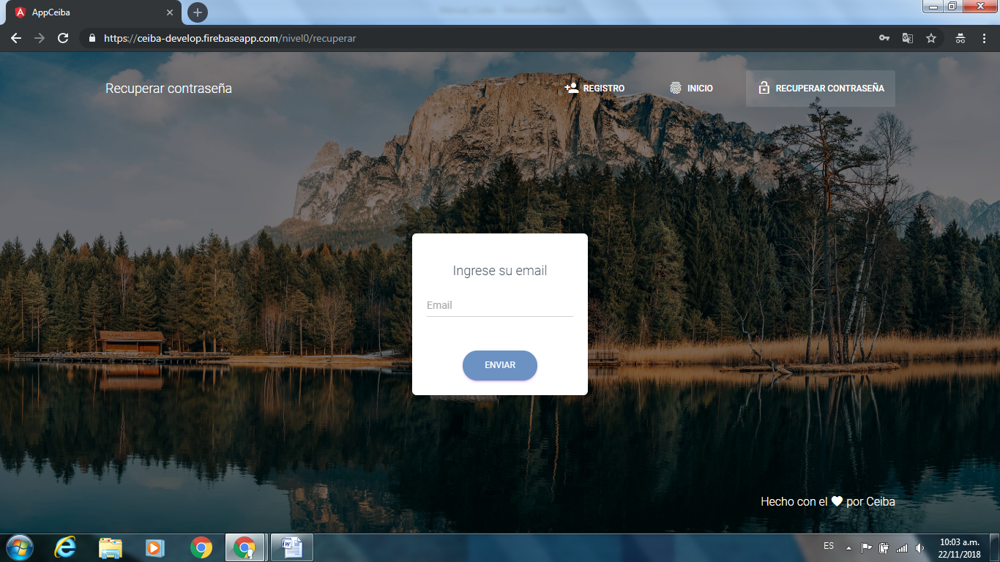 AppCeiba
https://ceiba-develop.firebaseapp.com/nivel0/recuperar
Recuperar contraseña
REGISTRO
INICIO
RECUPERAR CONTRASEÑA
Ingrese su email
Email
ENVIAR
Hecho con el por Ceiba
ES
10:03 a.m.
22/11/2018